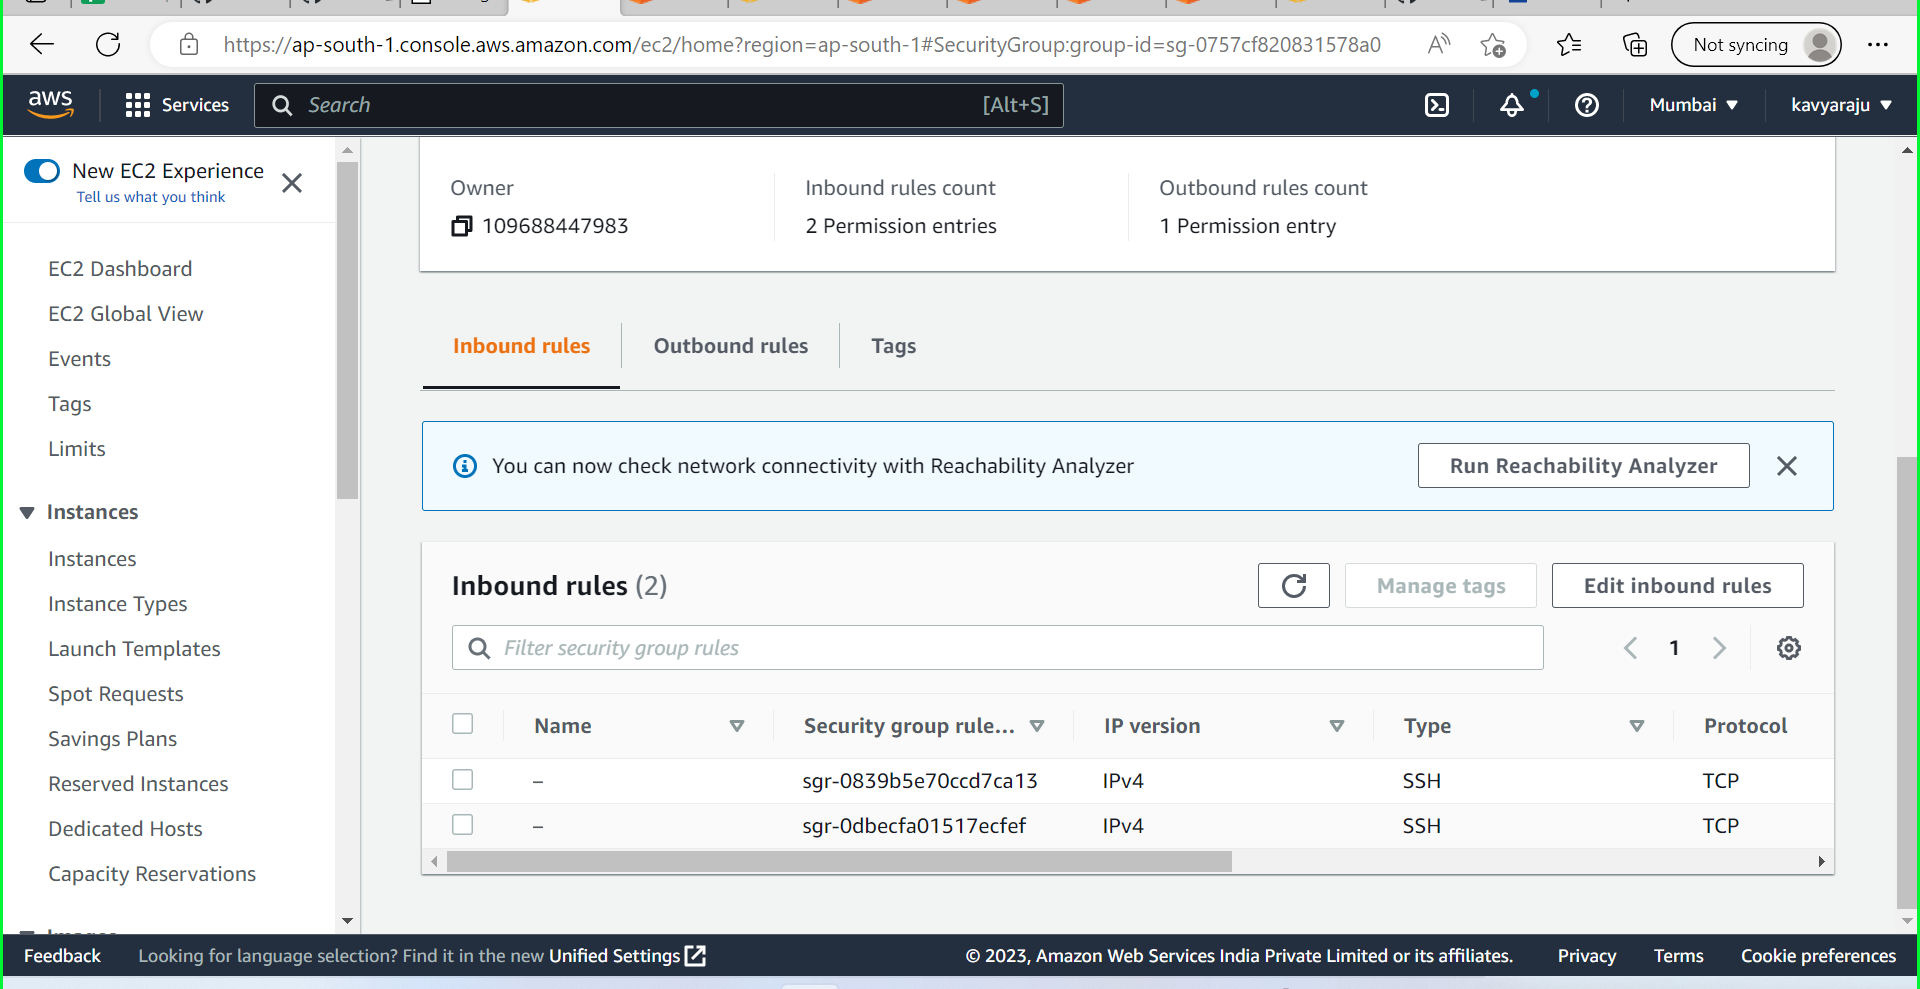 https://ap-south-1.console.aws.amazon.com/ec2/home?region=ap-south-1#SecurityGroup:group-id=sg-0757cf820831578a0
Not syncing
aws
Services
Search
[Alt+S]
Mumbai
kavyaraju
New EC2 Experience
Tell us what you think
EC2 Dashboard
EC2 Global View
Events
Tags
Limits
Instances
Instances
Instance Types
Launch Templates
Spot Requests
Savings Plans
Reserved Instances
Dedicated Hosts
Capacity Reservations
Owner
109688447983
Inbound rules count
2 Permission entries
Outbound rules count
1 Permission entry
Inbound rules
Outbound rules
Tags
You can now check network connectivity with Reachability Analyzer
Run Reachability Analyzer
Inbound rules (2)
Manage tags
Edit inbound rules
Filter security group rules
1
Name Security group rule... IP version Type Protocol
– sgr-0839b5e70ccd7ca13 IPv4 SSH TCP
– sgr-0dbecfa01517ecfef IPv4 SSH TCP
Feedback
Looking for language selection? Find it in the new Unified Settings
© 2023, Amazon Web Services India Private Limited or its affiliates.
Privacy
Terms
Cookie preferences